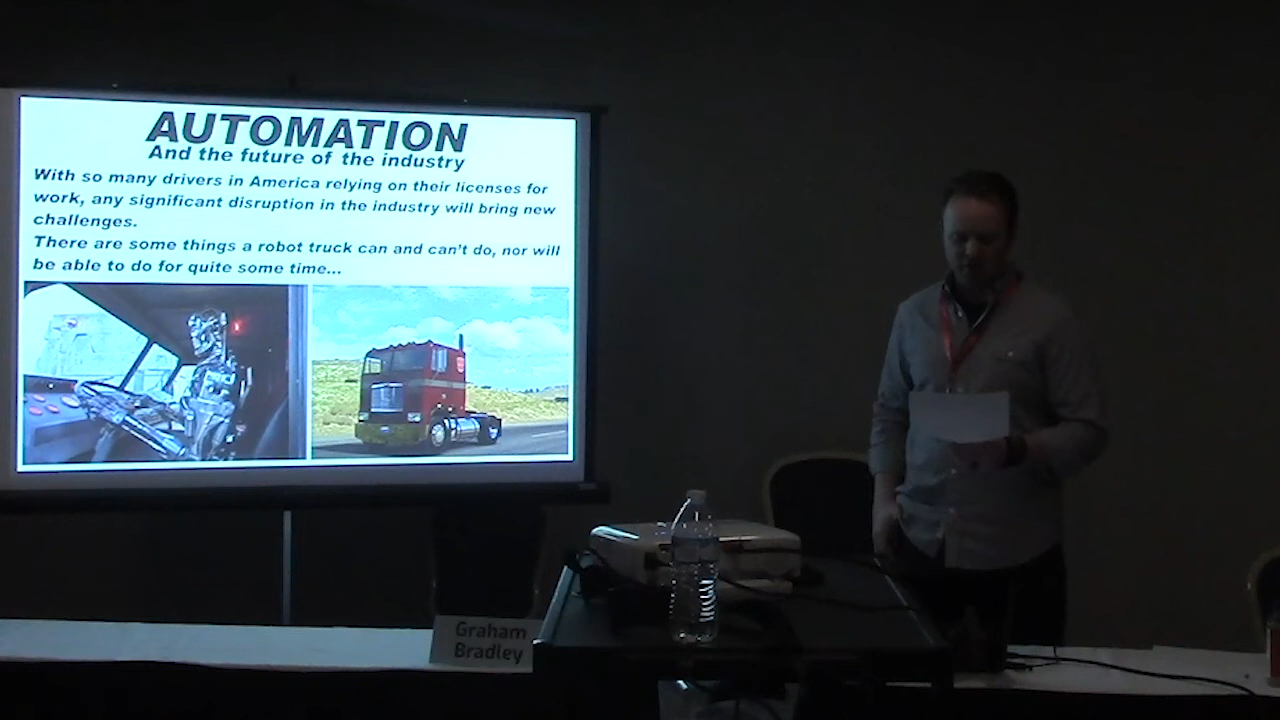 AUTOMATION
And the future of the industry
With so many drivers in America relying on their licenses for
work, any significant disruption in the industry will bring new
challenges.
There are some things a robot truck can and can't do, nor will
be able to do for quite some time...
Graham
Bradley